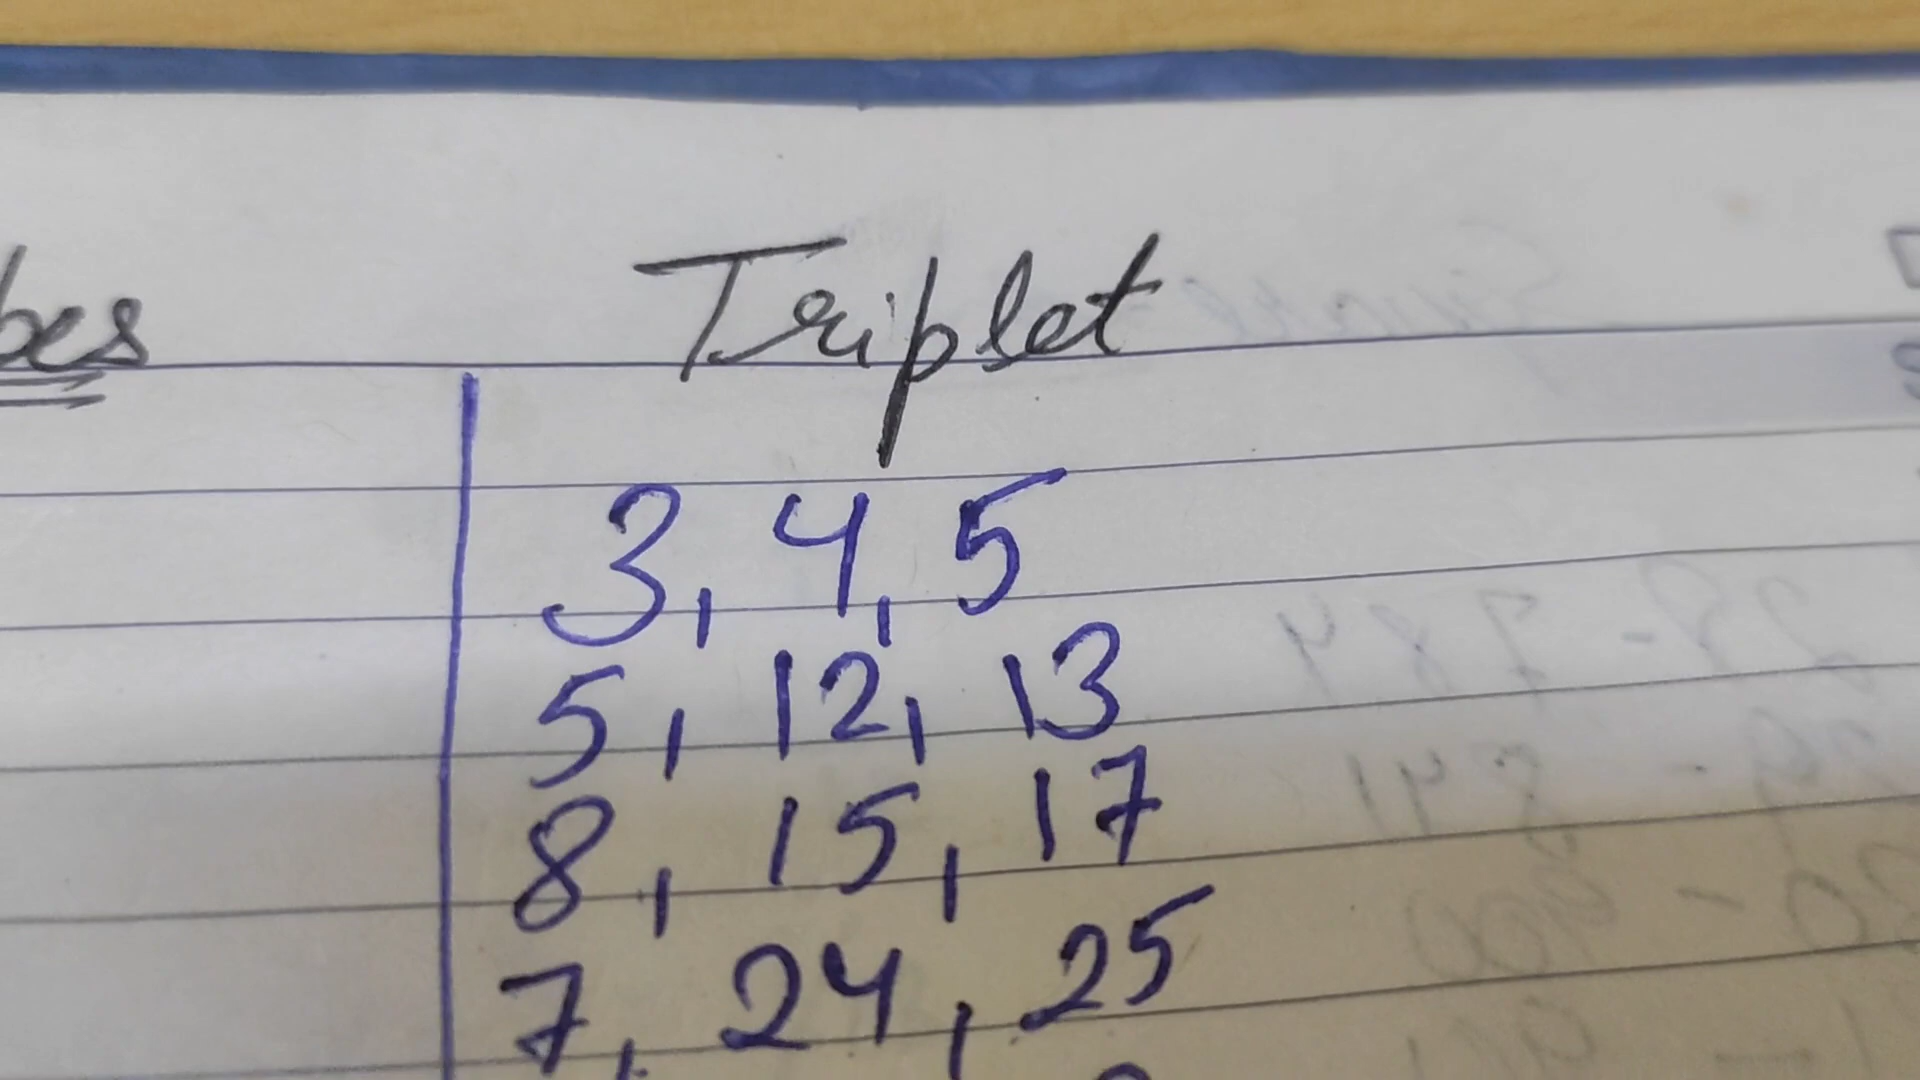 Triplet
3, 4, 5
5, 12, 13
8, 15, 17
7, 24, 25